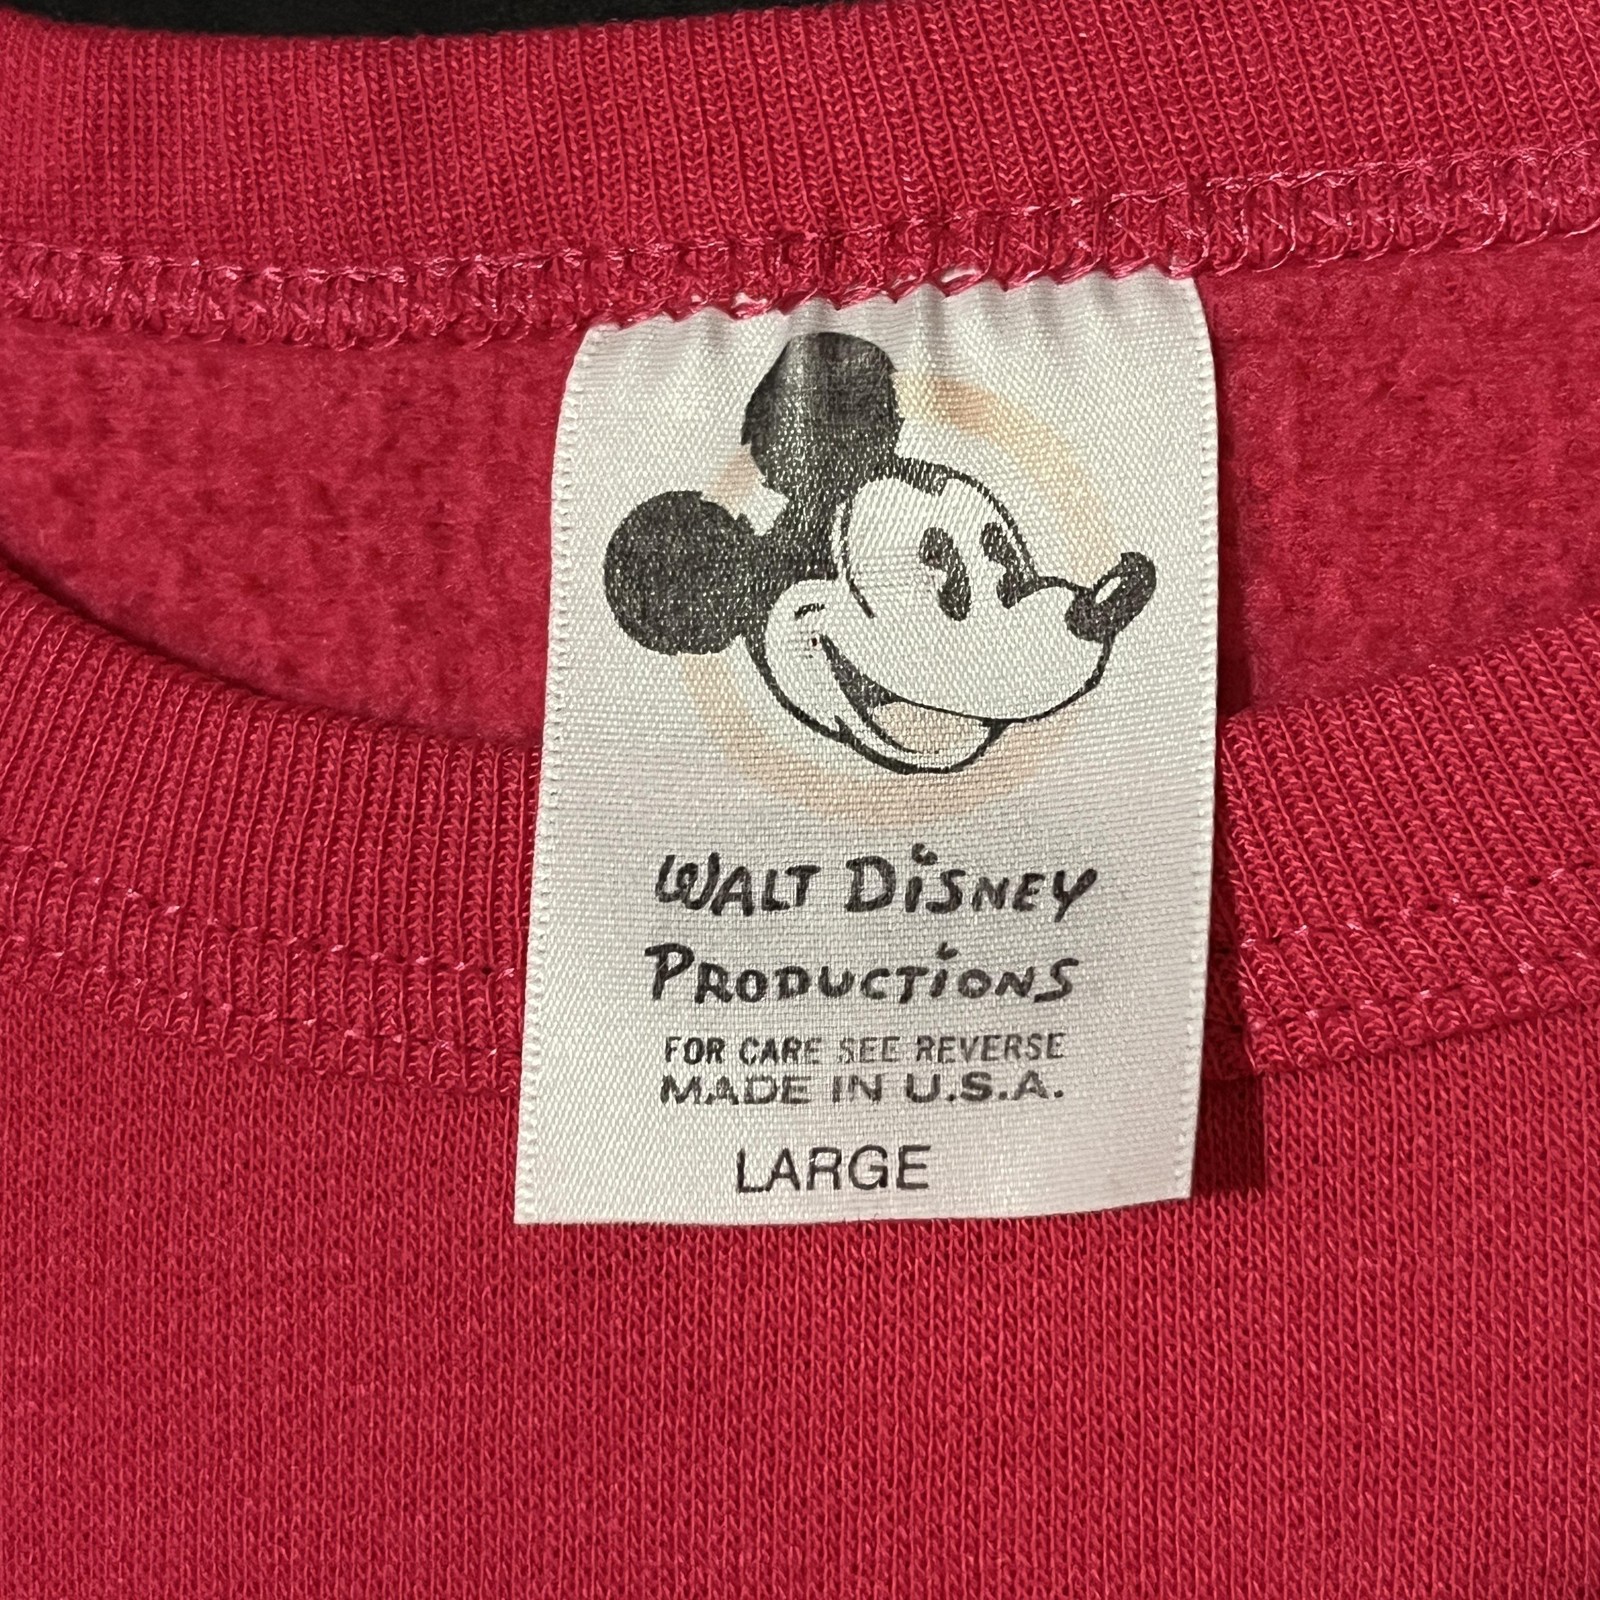 WALT DiSNEY
PRODUCTiONS
FOR CARE SEE REVERSE
MADE IN U.S.A.
LARGE